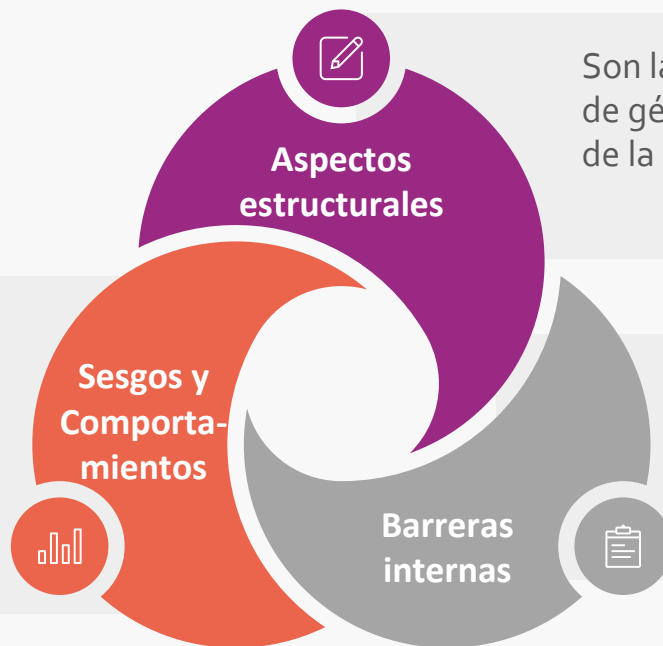 Son la
de gé
de la
Aspectos
estructurales
Sesgos y
Comporta-
mientos
Barreras
internas